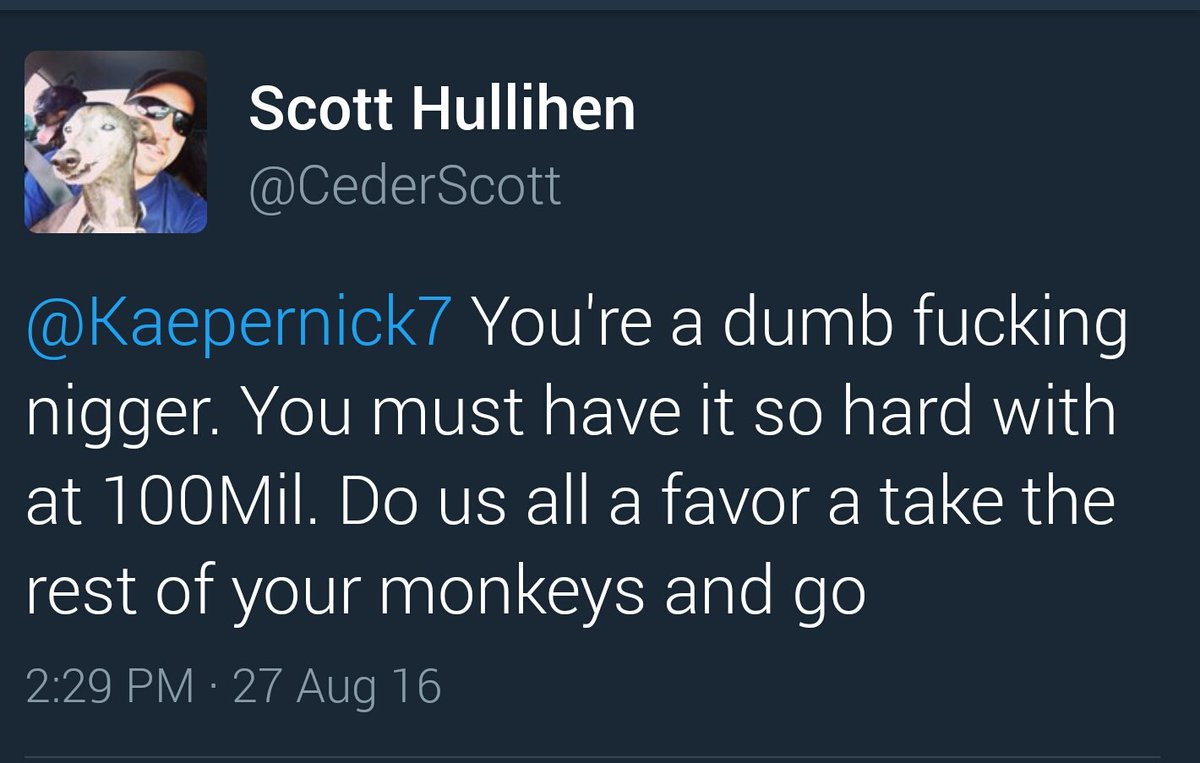 Scott Hullihen
@CederScott
@Kaepernick7 You're a dumb fucking
nigger. You must have it so hard with
at 100Mil. Do us all a favor a take the
rest of your monkeys and go
2:29 PM · 27 Aug 16